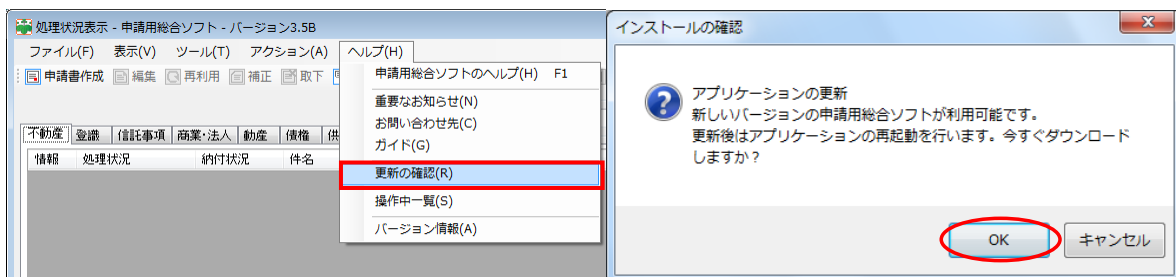 処理状況表示 - 申請用総合ソフト - バージョン3.5B
ファイル(F) 表示(V) ツール(T) アクション(A) ヘルプ(H)
申請書作成 編集 再利用 補正 取下
不動産 登識 信託事項 商業・法人 動産 債権 供
情報 処理状況 納付状況 件名
申請用総合ソフトのヘルプ(H) F1
重要なお知らせ(N)
お問い合わせ先(C)
ガイド(G)
更新の確認(R)
操作中一覧(S)
バージョン情報(A)
インストールの確認
アプリケーションの更新
新しいバージョンの申請用総合ソフトが利用可能です。
更新後はアプリケーションの再起動を行います。今すぐダウンロード
しますか？
OK キャンセル